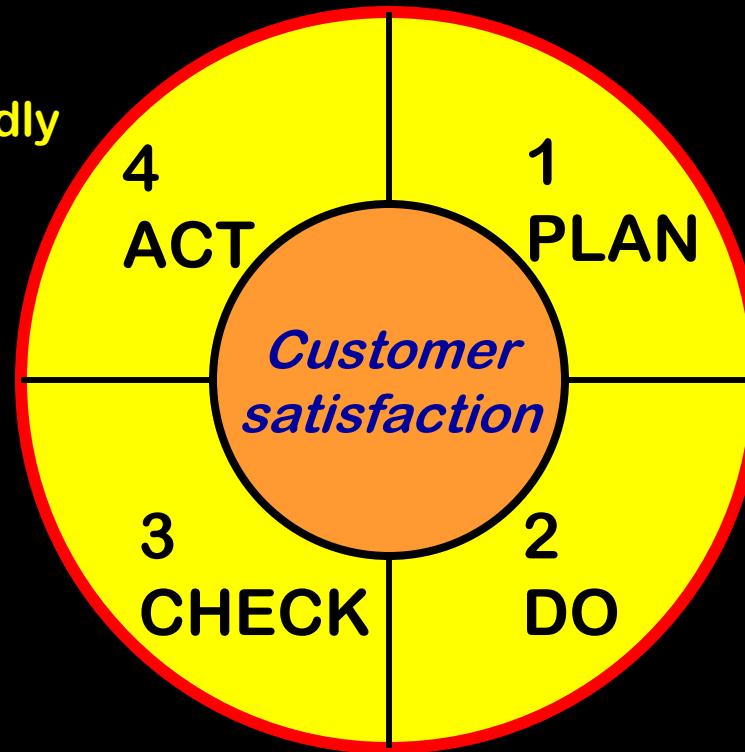 dly
4
ACT
1
PLAN
Customer
satisfaction
3
CHECK
2
DO